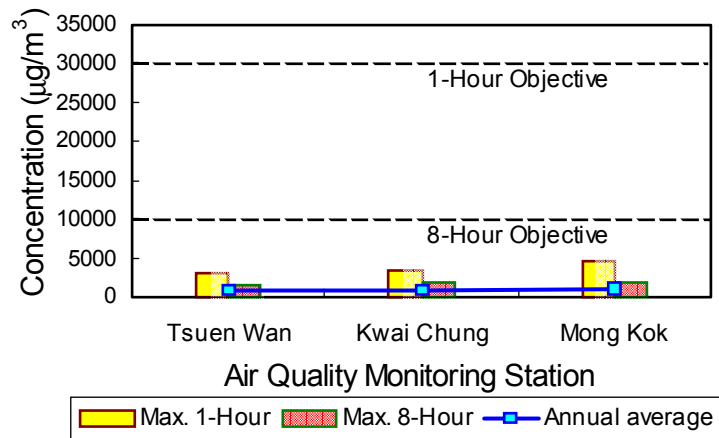 Concentration (µg/m³)
35000
30000
25000
20000
15000
10000
5000
0
1-Hour Objective
8-Hour Objective
Tsuen Wan Kwai Chung Mong Kok
Air Quality Monitoring Station
Max. 1-Hour Max. 8-Hour Annual average